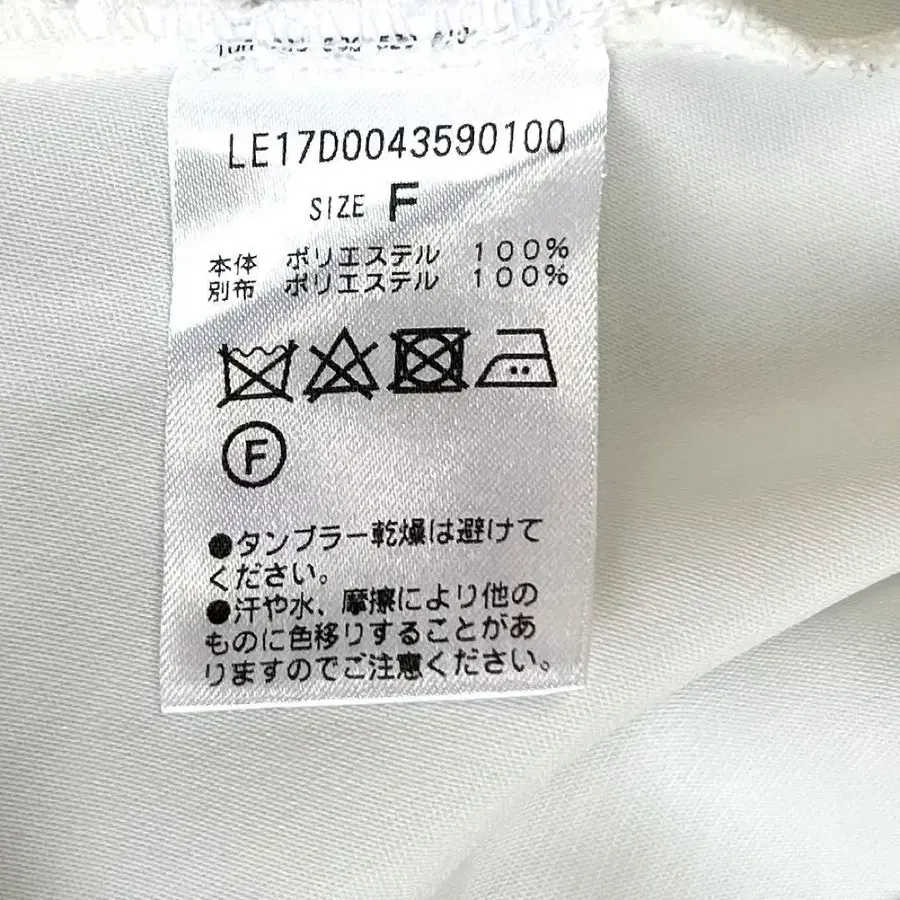 LE17D0043590100
SIZE F
本体 ポリエステル 100%
別布 ポリエステル 100%
F
●タンブラー乾燥は避けて
ください。
●汗や水、摩擦により他の
ものに色移りすることがあ
りますのでご注意ください。